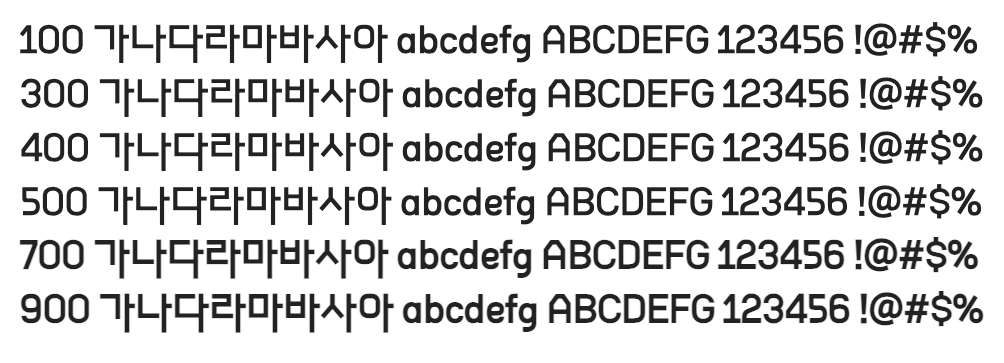 100 가나다라마바사아 abcdefg ABCDEFG 123456 !@#$%
300 가나다라마바사아 abcdefg ABCDEFG 123456 !@#$%
400 가나다라마바사아 abcdefg ABCDEFG 123456 !@#$%
500 가나다라마바사아 abcdefg ABCDEFG 123456 !@#$%
700 가나다라마바사아 abcdefg ABCDEFG 123456 !@#$%
900 가나다라마바사아 abcdefg ABCDEFG 123456 !@#$%